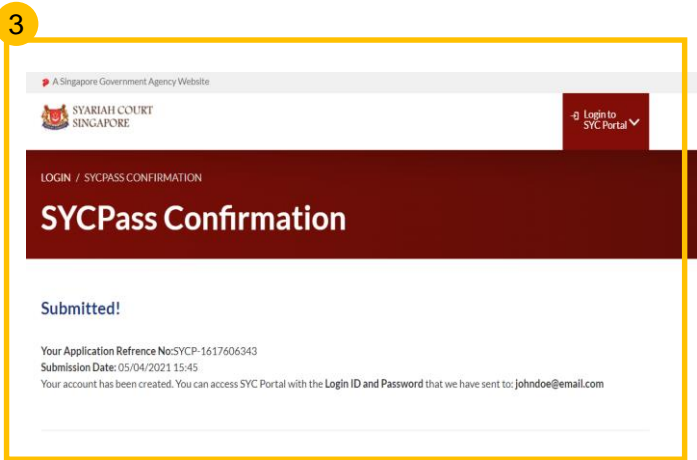 3
A Singapore Government Agency Website
SYARIAH COURT
SINGAPORE
Login to
SYC Portal
LOGIN / SYCPASS CONFIRMATION
SYCPass Confirmation
Submitted!
Your Application Refrence No:SYCP-1617606343
Submission Date: 05/04/2021 15:45
Your account has been created. You can access SYC Portal with the Login ID and Password that we have sent to: johndoe@email.com